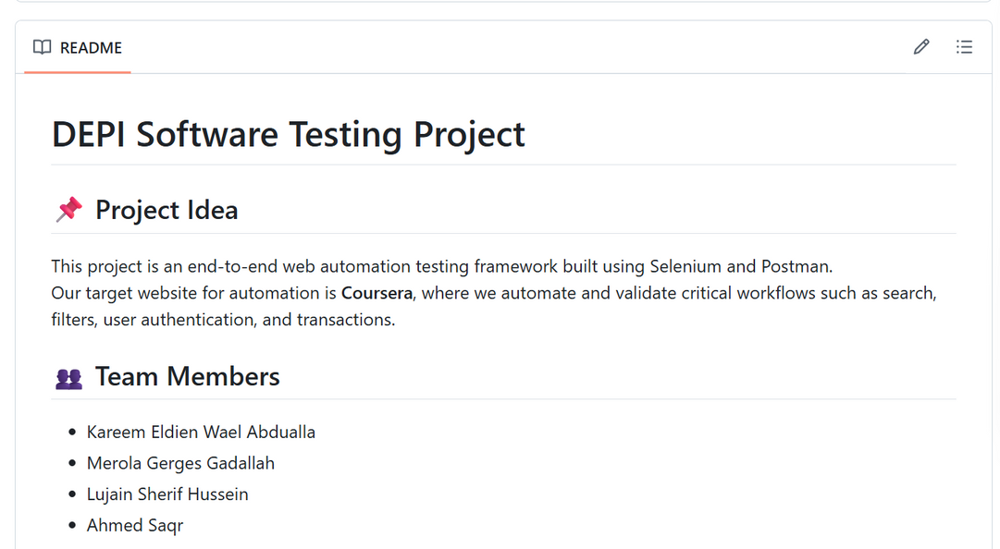 README
DEPI Software Testing Project
📌 Project Idea
This project is an end-to-end web automation testing framework built using Selenium and Postman.
Our target website for automation is Coursera, where we automate and validate critical workflows such as search,
filters, user authentication, and transactions.
👥 Team Members
• Kareem Eldien Wael Abdualla
• Merola Gerges Gadallah
• Lujain Sherif Hussein
• Ahmed Saqr